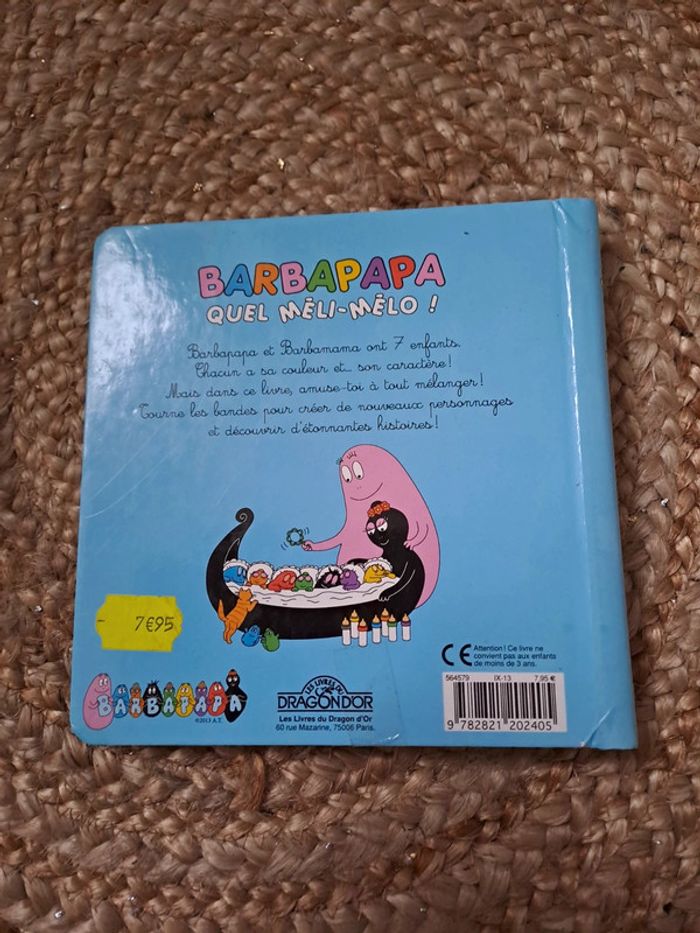 BARBAPAPA
QUEL MÉLI-MÉLO !
Barbapapa et Barbamama ont 7 enfants.
Chacun a sa couleur et... son caractère !
Mais dans ce livre, amuse-toi à tout mélanger !
Tourne les bandes pour créer de nouveaux personnages
et découvrir d'étonnantes histoires !
- 7€95
BARBAPAPA
©2013 A.T.
LES LIVRES DU
DRAGON D'OR
Les Livres du Dragon d'Or
60 rue Mazarine, 75006 Paris.
CE
Attention ! Ce livre ne
convient pas aux enfants
de moins de 3 ans.
564579 IX-13 7,95 €
9 782821 202405